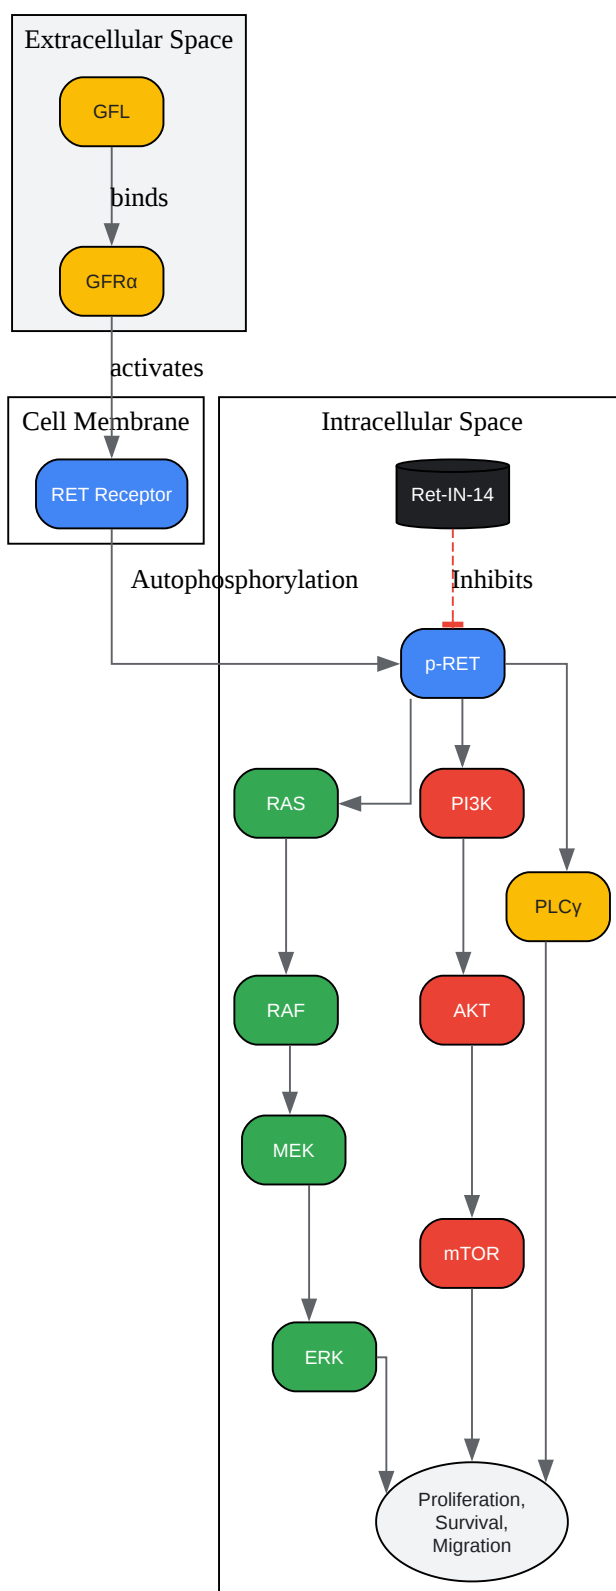 Extracellular Space
GFL
binds
GFRα
activates
Cell Membrane
Intracellular Space
RET Receptor
Ret-IN-14
Autophosphorylation
Inhibits
p-RET
RAS
PI3K
PLCγ
RAF
AKT
MEK
mTOR
ERK
Proliferation,
Survival,
Migration